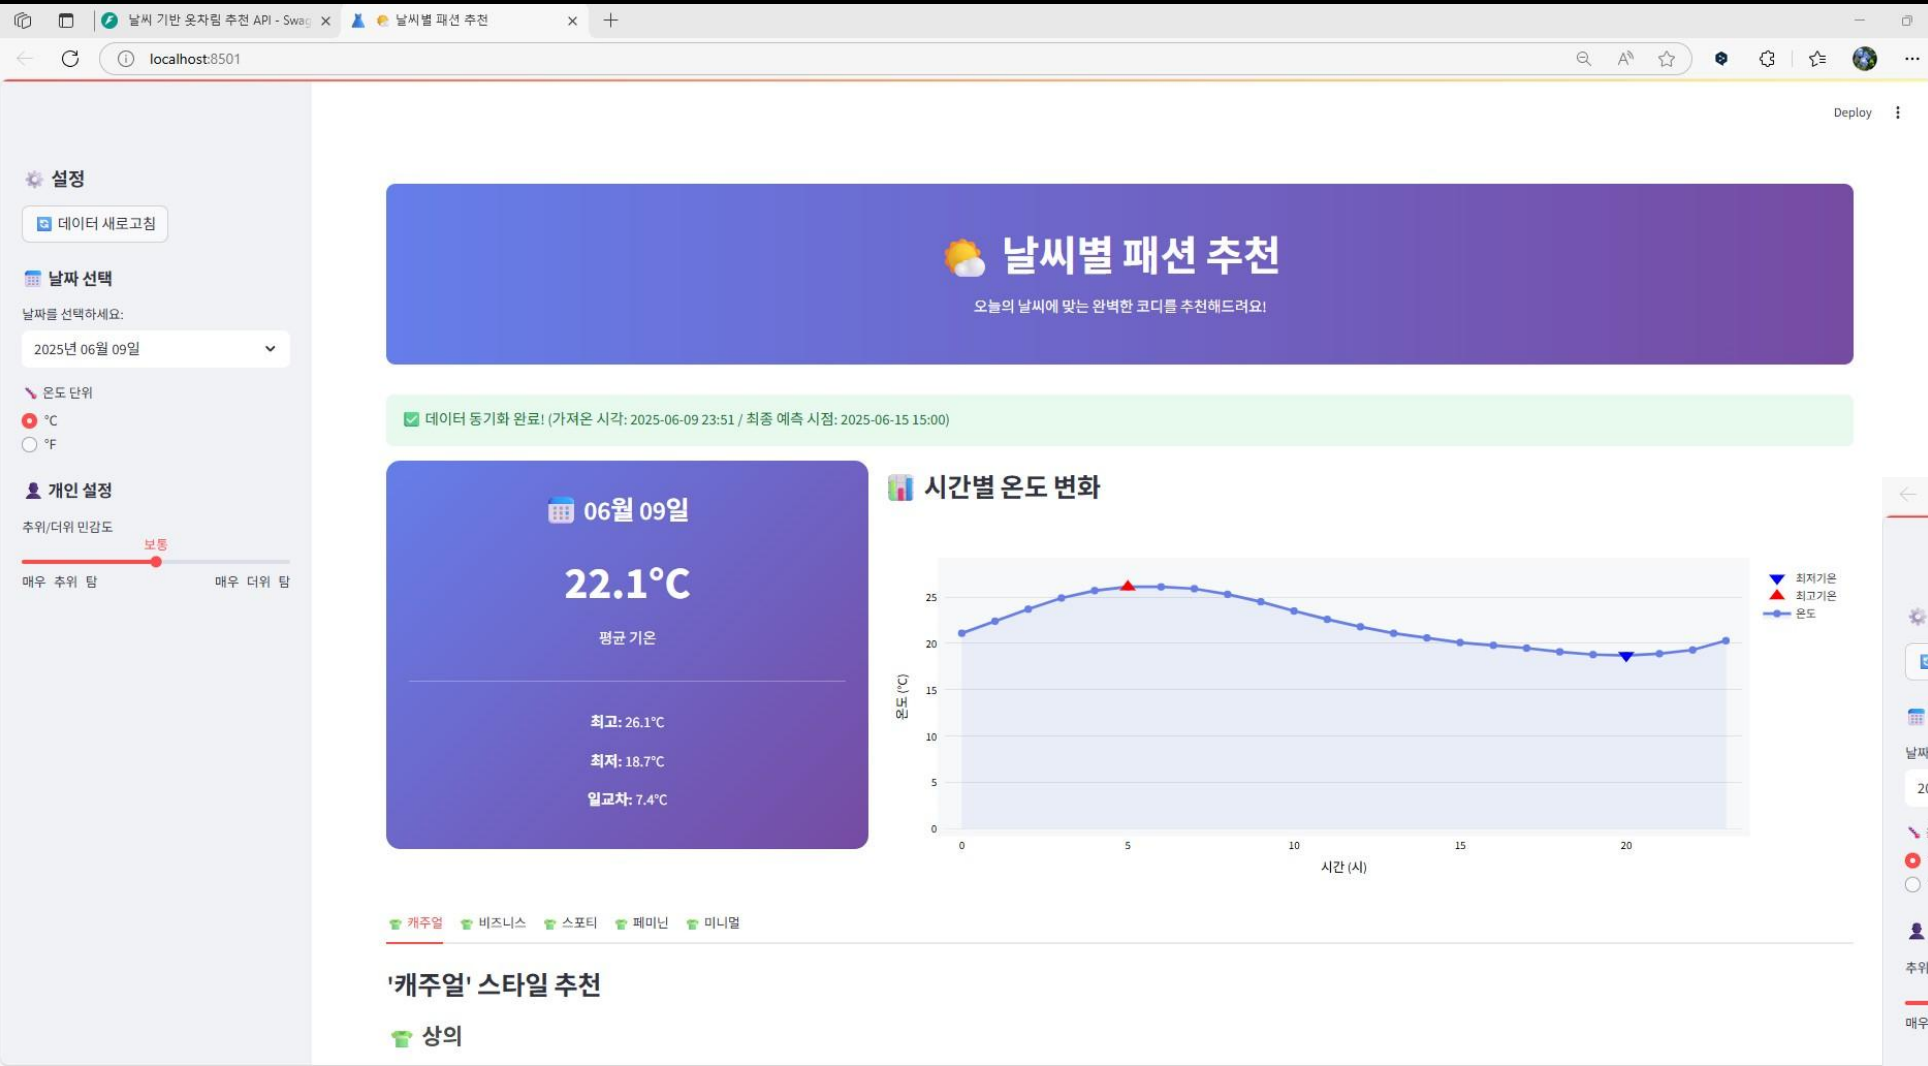 날씨 기반 옷차림 추천 API - Swag
날씨별 패션 추천
localhost:8501
Deploy
설정
데이터 새로고침
날짜 선택
날짜를 선택하세요:
2025년 06월 09일
온도 단위
°C
°F
개인 설정
추위/더위 민감도
보통
매우 추위 탐
매우 더위 탐
날씨별 패션 추천
오늘의 날씨에 맞는 완벽한 코디를 추천해드려요!
데이터 동기화 완료! (가져온 시각: 2025-06-09 23:51 / 최종 예측 시점: 2025-06-15 15:00)
06월 09일
22.1°C
평균 기온
최고: 26.1°C
최저: 18.7°C
일교차: 7.4°C
시간별 온도 변화
최저기온
최고기온
온도
25
20
15
10
5
0
온도 (°C)
0
5
10
15
20
시간 (시)
캐주얼
비즈니스
스포티
페미닌
미니멀
'캐주얼' 스타일 추천
상의
날짜
20
추위
매우